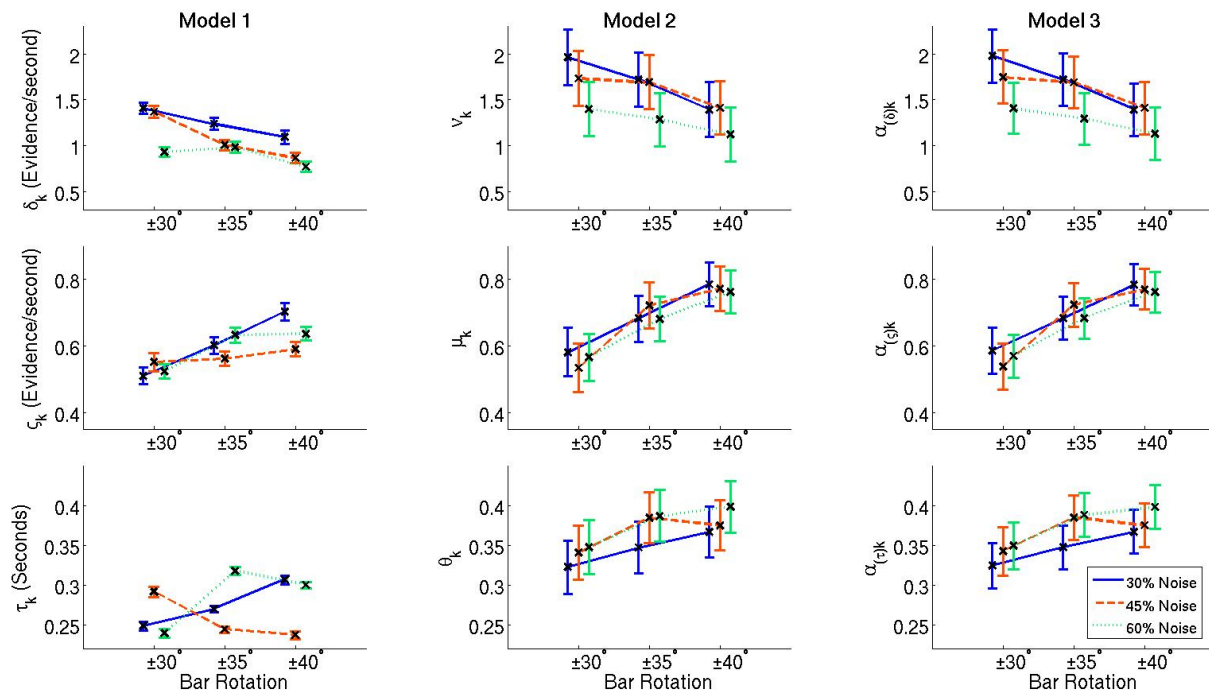 Model 1
Model 2
Model 3
δk (Evidence/second)
2
1.5
1
0.5
±30° ±35° ±40°
νk
2
1.5
1
0.5
±30° ±35° ±40°
α(δ)k
2
1.5
1
0.5
±30° ±35° ±40°
ςk (Evidence/second)
0.8
0.6
0.4
±30° ±35° ±40°
μk
0.8
0.6
0.4
±30° ±35° ±40°
α(ς)k
0.8
0.6
0.4
±30° ±35° ±40°
τk (Seconds)
0.4
0.35
0.3
0.25
±30° ±35° ±40°
Bar Rotation
θk
0.4
0.35
0.3
0.25
±30° ±35° ±40°
Bar Rotation
α(τ)k
0.4
0.35
0.3
0.25
±30° ±35° ±40°
Bar Rotation
30% Noise
45% Noise
60% Noise